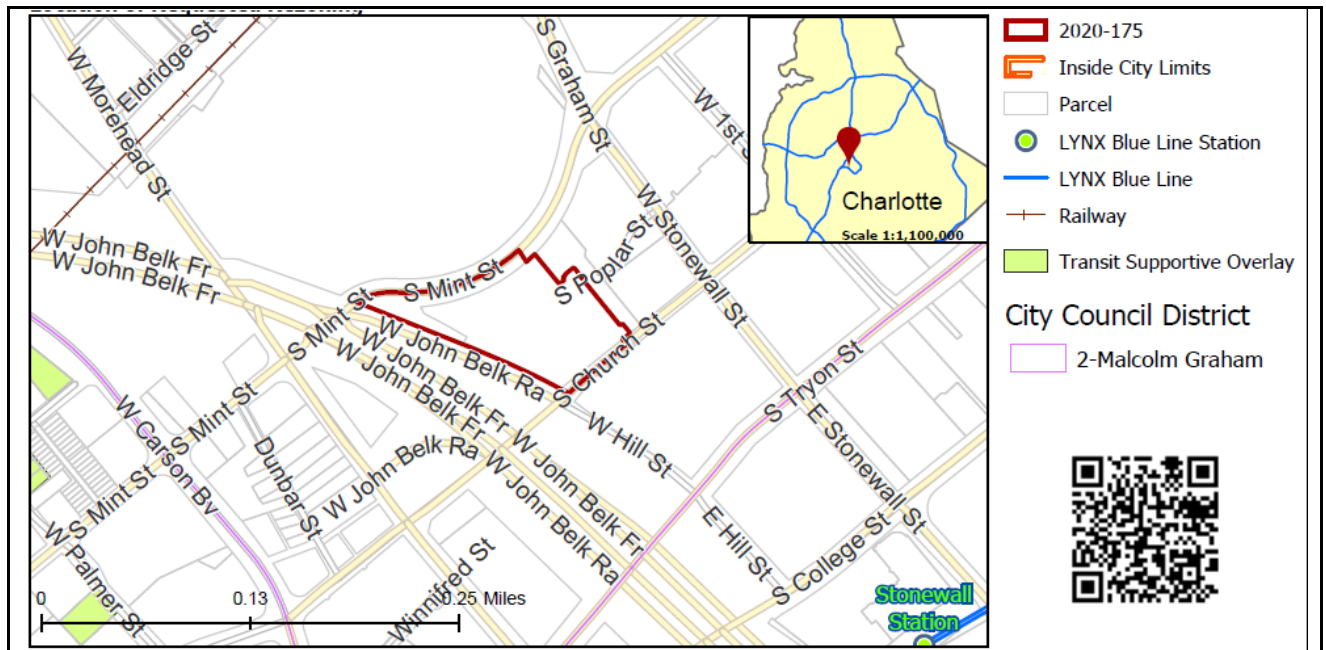 Location of Requested Rezoning
S Graham St
Eldridge St
W Morehead St
W 1st S
W Stonewall St
S Poplar St
W John Belk Fr
W John Belk Fr
S Mint St
S Mint St
W John Belk Ra
S Church St
W John Belk Fr
W John Belk Fr
S Tryon St
E Stonewall St
W Hill St
W Carson Bv
S Mint St
S Mint St
Dunbar St
W John Belk Ra
W John Belk Fr
W John Belk Ra
E Hill St
S College St
W Palmer St
Winnifred St
Stonewall
Station
0 0.13 0.25 Miles
Charlotte
Scale 1:1,100,000
2020-175
Inside City Limits
Parcel
LYNX Blue Line Station
LYNX Blue Line
Railway
Transit Supportive Overlay
City Council District
2-Malcolm Graham